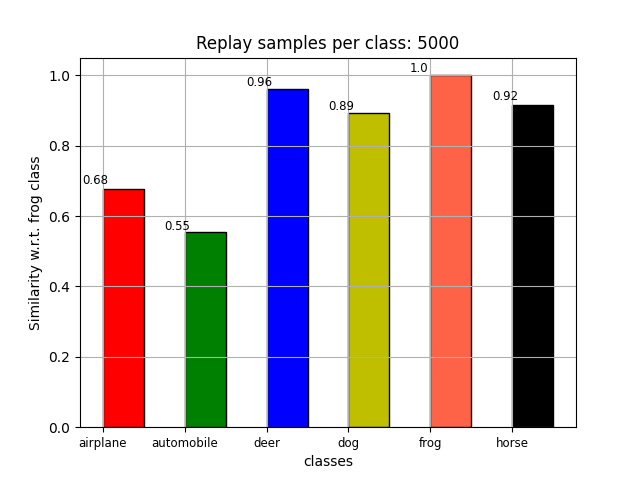 Replay samples per class: 5000
Similarity w.r.t. frog class
1.0
0.8
0.6
0.4
0.2
0.0
0.68
0.55
0.96
0.89
1.0
0.92
airplane
automobile
deer
dog
frog
horse
classes